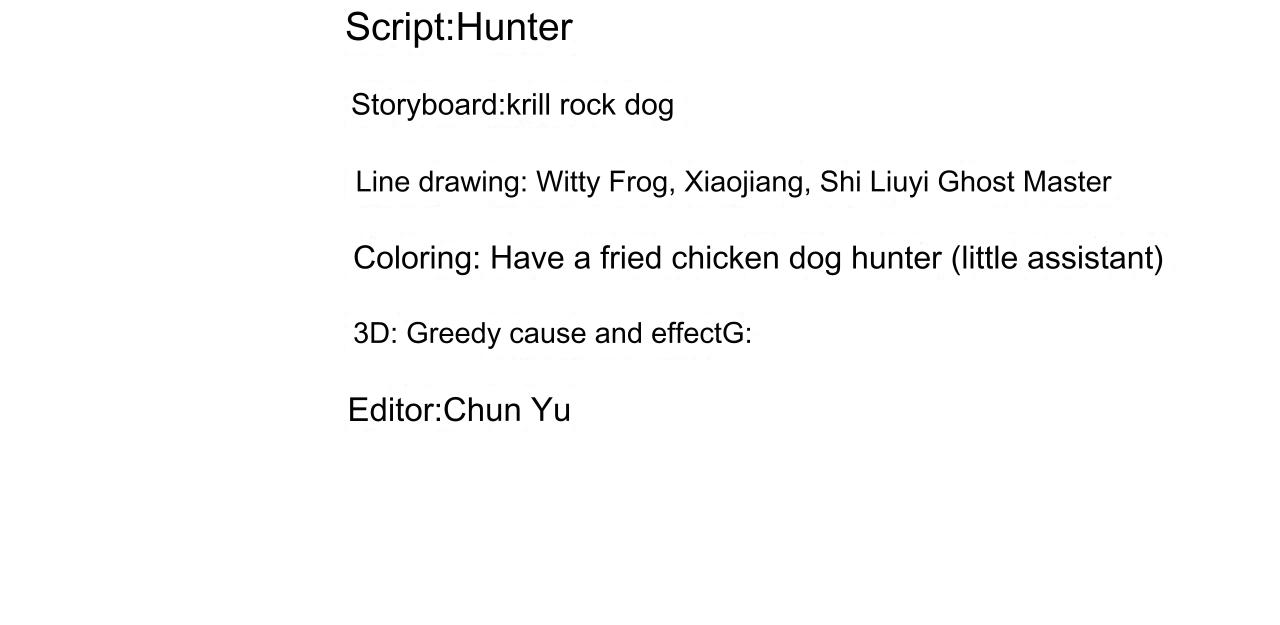 Script:Hunter
Storyboard:krill rock dog
Line drawing: Witty Frog, Xiaojiang, Shi Liuyi Ghost Master
Coloring: Have a fried chicken dog hunter (little assistant)
3D: Greedy cause and effectG:
Editor:Chun Yu